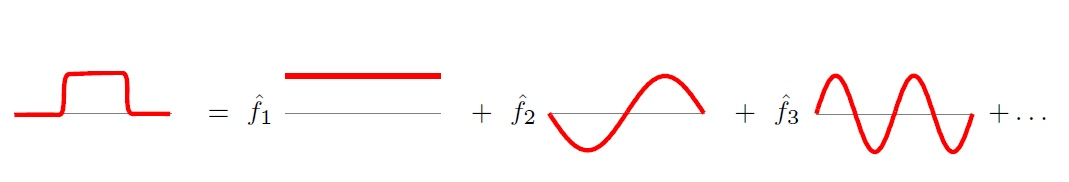 = f̂₁ + f̂₂ + f̂₃ + …